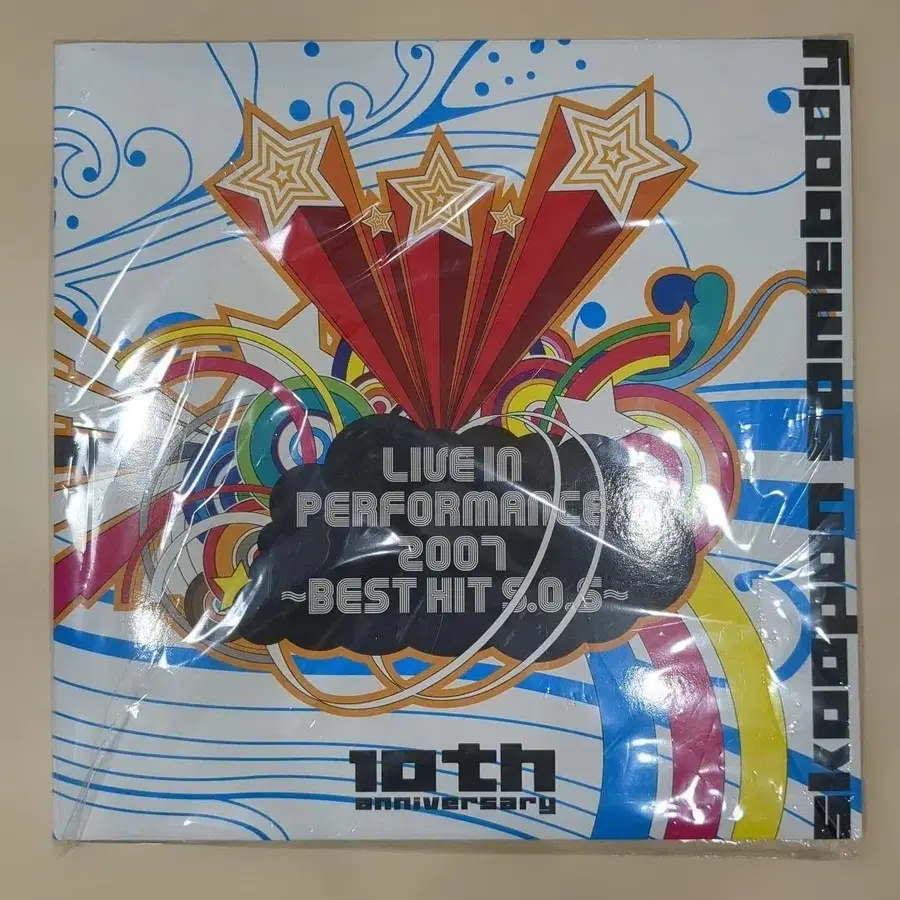 LIVE IN
PERFORMANCE
2007
~BEST HIT S.O.S~
10th
anniversary
skoop on somebody